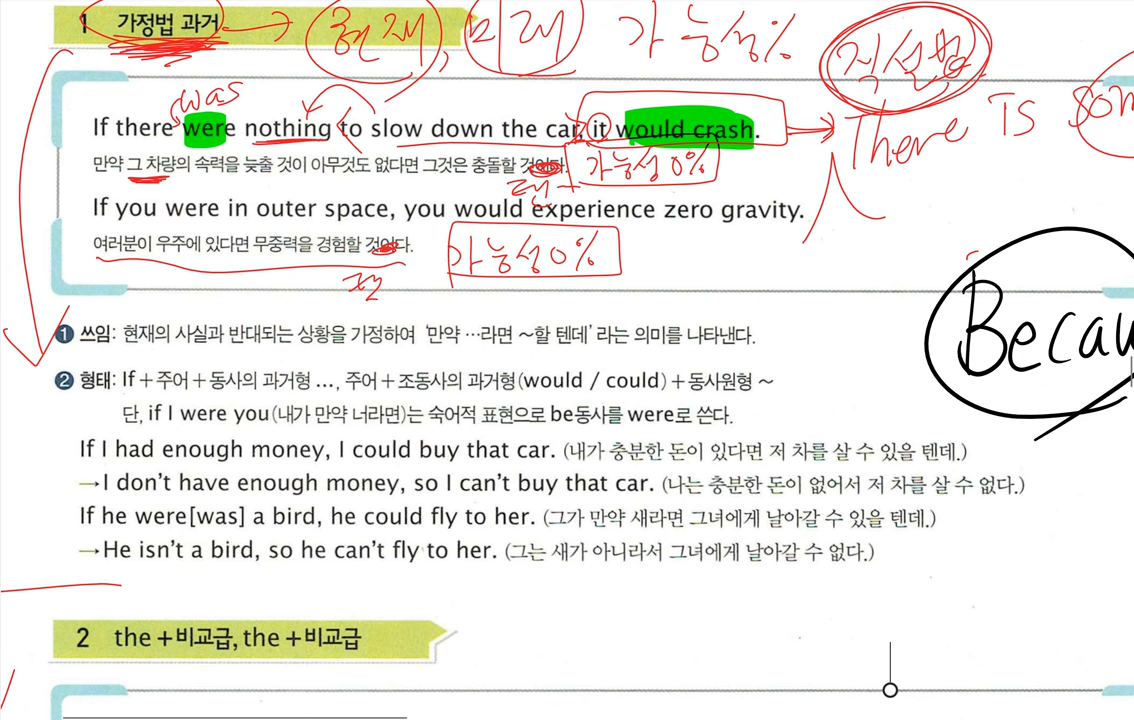 1 가정법 과거 → 현재, 미래 가능성% 직설법
was
If there were nothing to slow down the car, it would crash. There Is Som
만약 그 차량의 속력을 늦출 것이 아무것도 없다면 그것은 충돌할 것이다. 텐데 가능성 0%
If you were in outer space, you would experience zero gravity.
여러분이 우주에 있다면 무중력을 경험할 것이다. 가능성 0%
Becau
1 쓰임: 현재의 사실과 반대되는 상황을 가정하여 ‘만약 …라면 ~할 텐데’라는 의미를 나타낸다.
2 형태: If+주어+동사의 과거형 …, 주어+조동사의 과거형(would / could)+동사원형 ~
단, if I were you(내가 만약 너라면)는 숙어적 표현으로 be동사를 were로 쓴다.
If I had enough money, I could buy that car. (내가 충분한 돈이 있다면 저 차를 살 수 있을 텐데.)
→I don’t have enough money, so I can’t buy that car. (나는 충분한 돈이 없어서 저 차를 살 수 없다.)
If he were[was] a bird, he could fly to her. (그가 만약 새라면 그녀에게 날아갈 수 있을 텐데.)
→He isn’t a bird, so he can’t fly to her. (그는 새가 아니라서 그녀에게 날아갈 수 없다.)
2 the+비교급, the+비교급